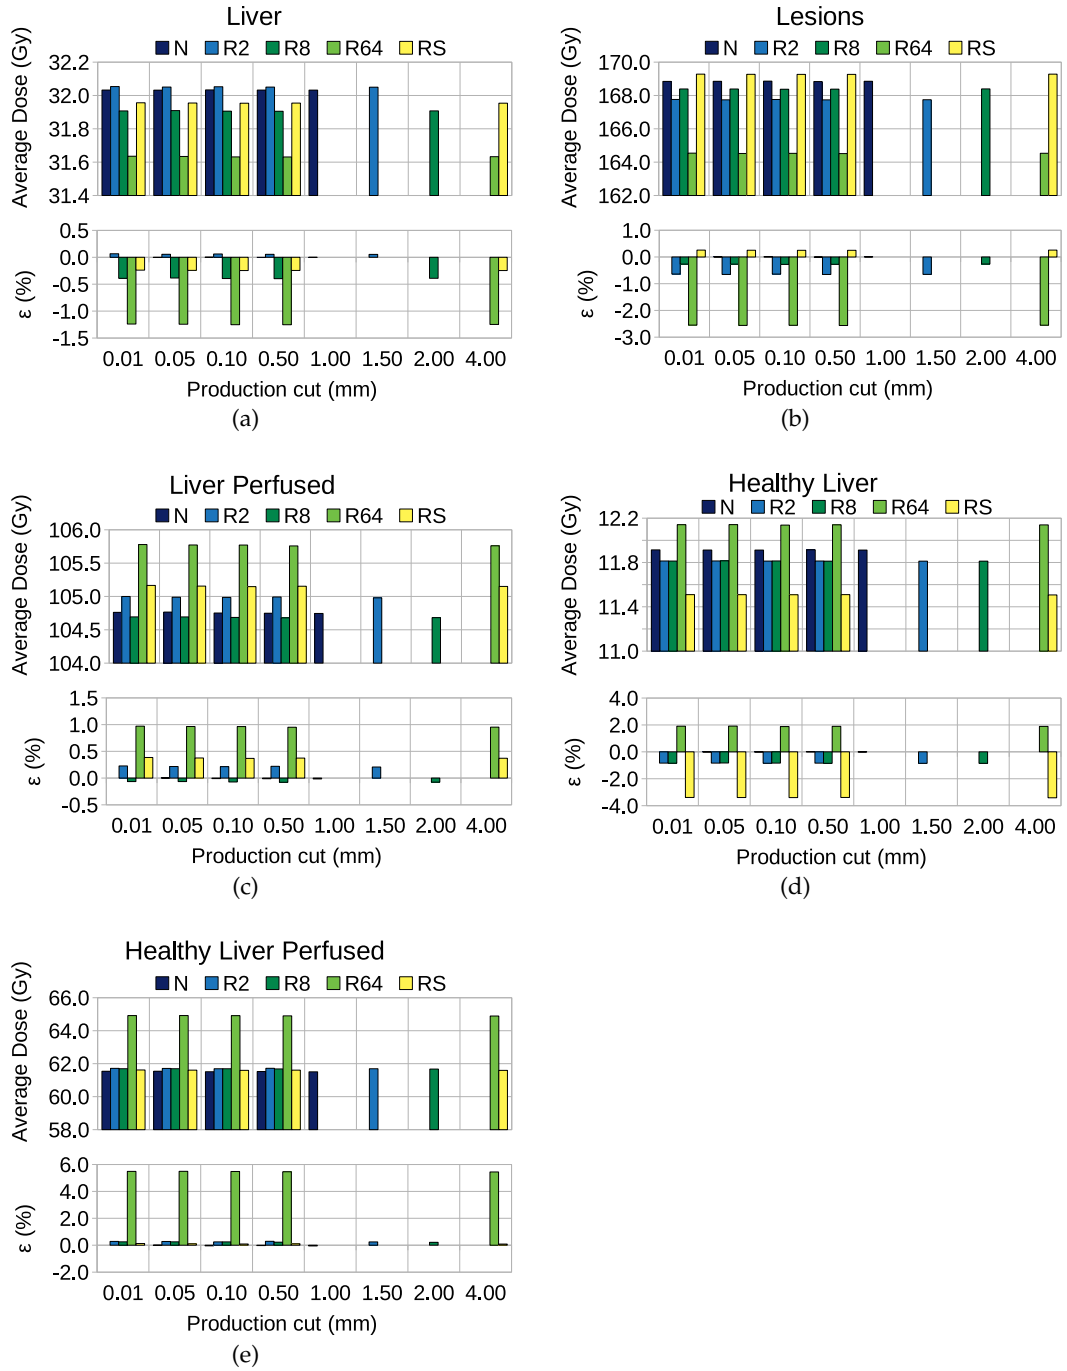 Liver
N R2 R8 R64 RS
Average Dose (Gy)
32.2
32.0
31.8
31.6
31.4
ε (%)
0.5
0.0
-0.5
-1.0
-1.5
0.01 0.05 0.10 0.50 1.00 1.50 2.00 4.00
Production cut (mm)
(a)
Lesions
N R2 R8 R64 RS
Average Dose (Gy)
170.0
168.0
166.0
164.0
162.0
ε (%)
1.0
0.0
-1.0
-2.0
-3.0
0.01 0.05 0.10 0.50 1.00 1.50 2.00 4.00
Production cut (mm)
(b)
Liver Perfused
N R2 R8 R64 RS
Average Dose (Gy)
106.0
105.5
105.0
104.5
104.0
ε (%)
1.5
1.0
0.5
0.0
-0.5
0.01 0.05 0.10 0.50 1.00 1.50 2.00 4.00
Production cut (mm)
(c)
Healthy Liver
N R2 R8 R64 RS
Average Dose (Gy)
12.2
11.8
11.4
11.0
ε (%)
4.0
2.0
0.0
-2.0
-4.0
0.01 0.05 0.10 0.50 1.00 1.50 2.00 4.00
Production cut (mm)
(d)
Healthy Liver Perfused
N R2 R8 R64 RS
Average Dose (Gy)
66.0
64.0
62.0
60.0
58.0
ε (%)
6.0
4.0
2.0
0.0
-2.0
0.01 0.05 0.10 0.50 1.00 1.50 2.00 4.00
Production cut (mm)
(e)